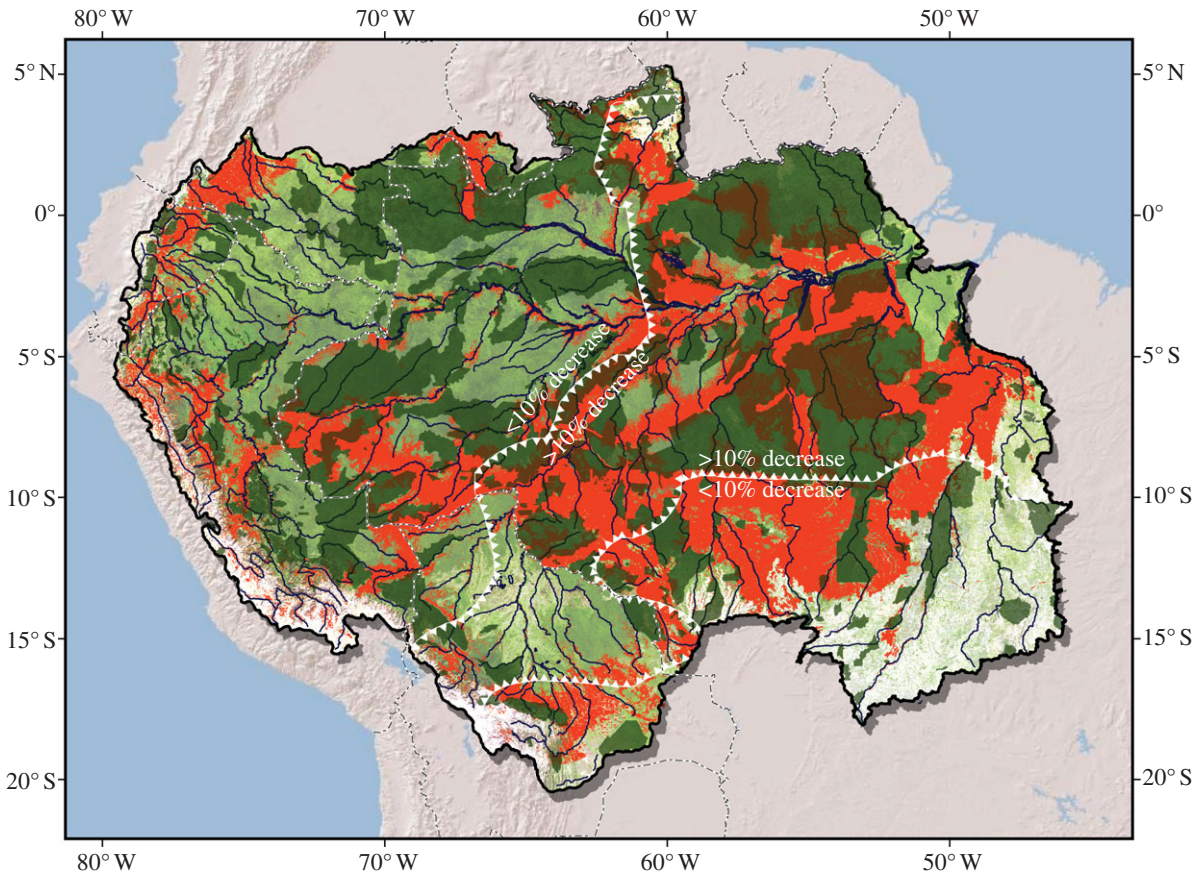 80° W 70° W 60° W 50° W
5° N 5° N
0° 0°
5° S 5° S
<10% decrease
>10% decrease
>10% decrease
<10% decrease
10° S 10° S
15° S 15° S
20° S 20° S
80° W 70° W 60° W 50° W